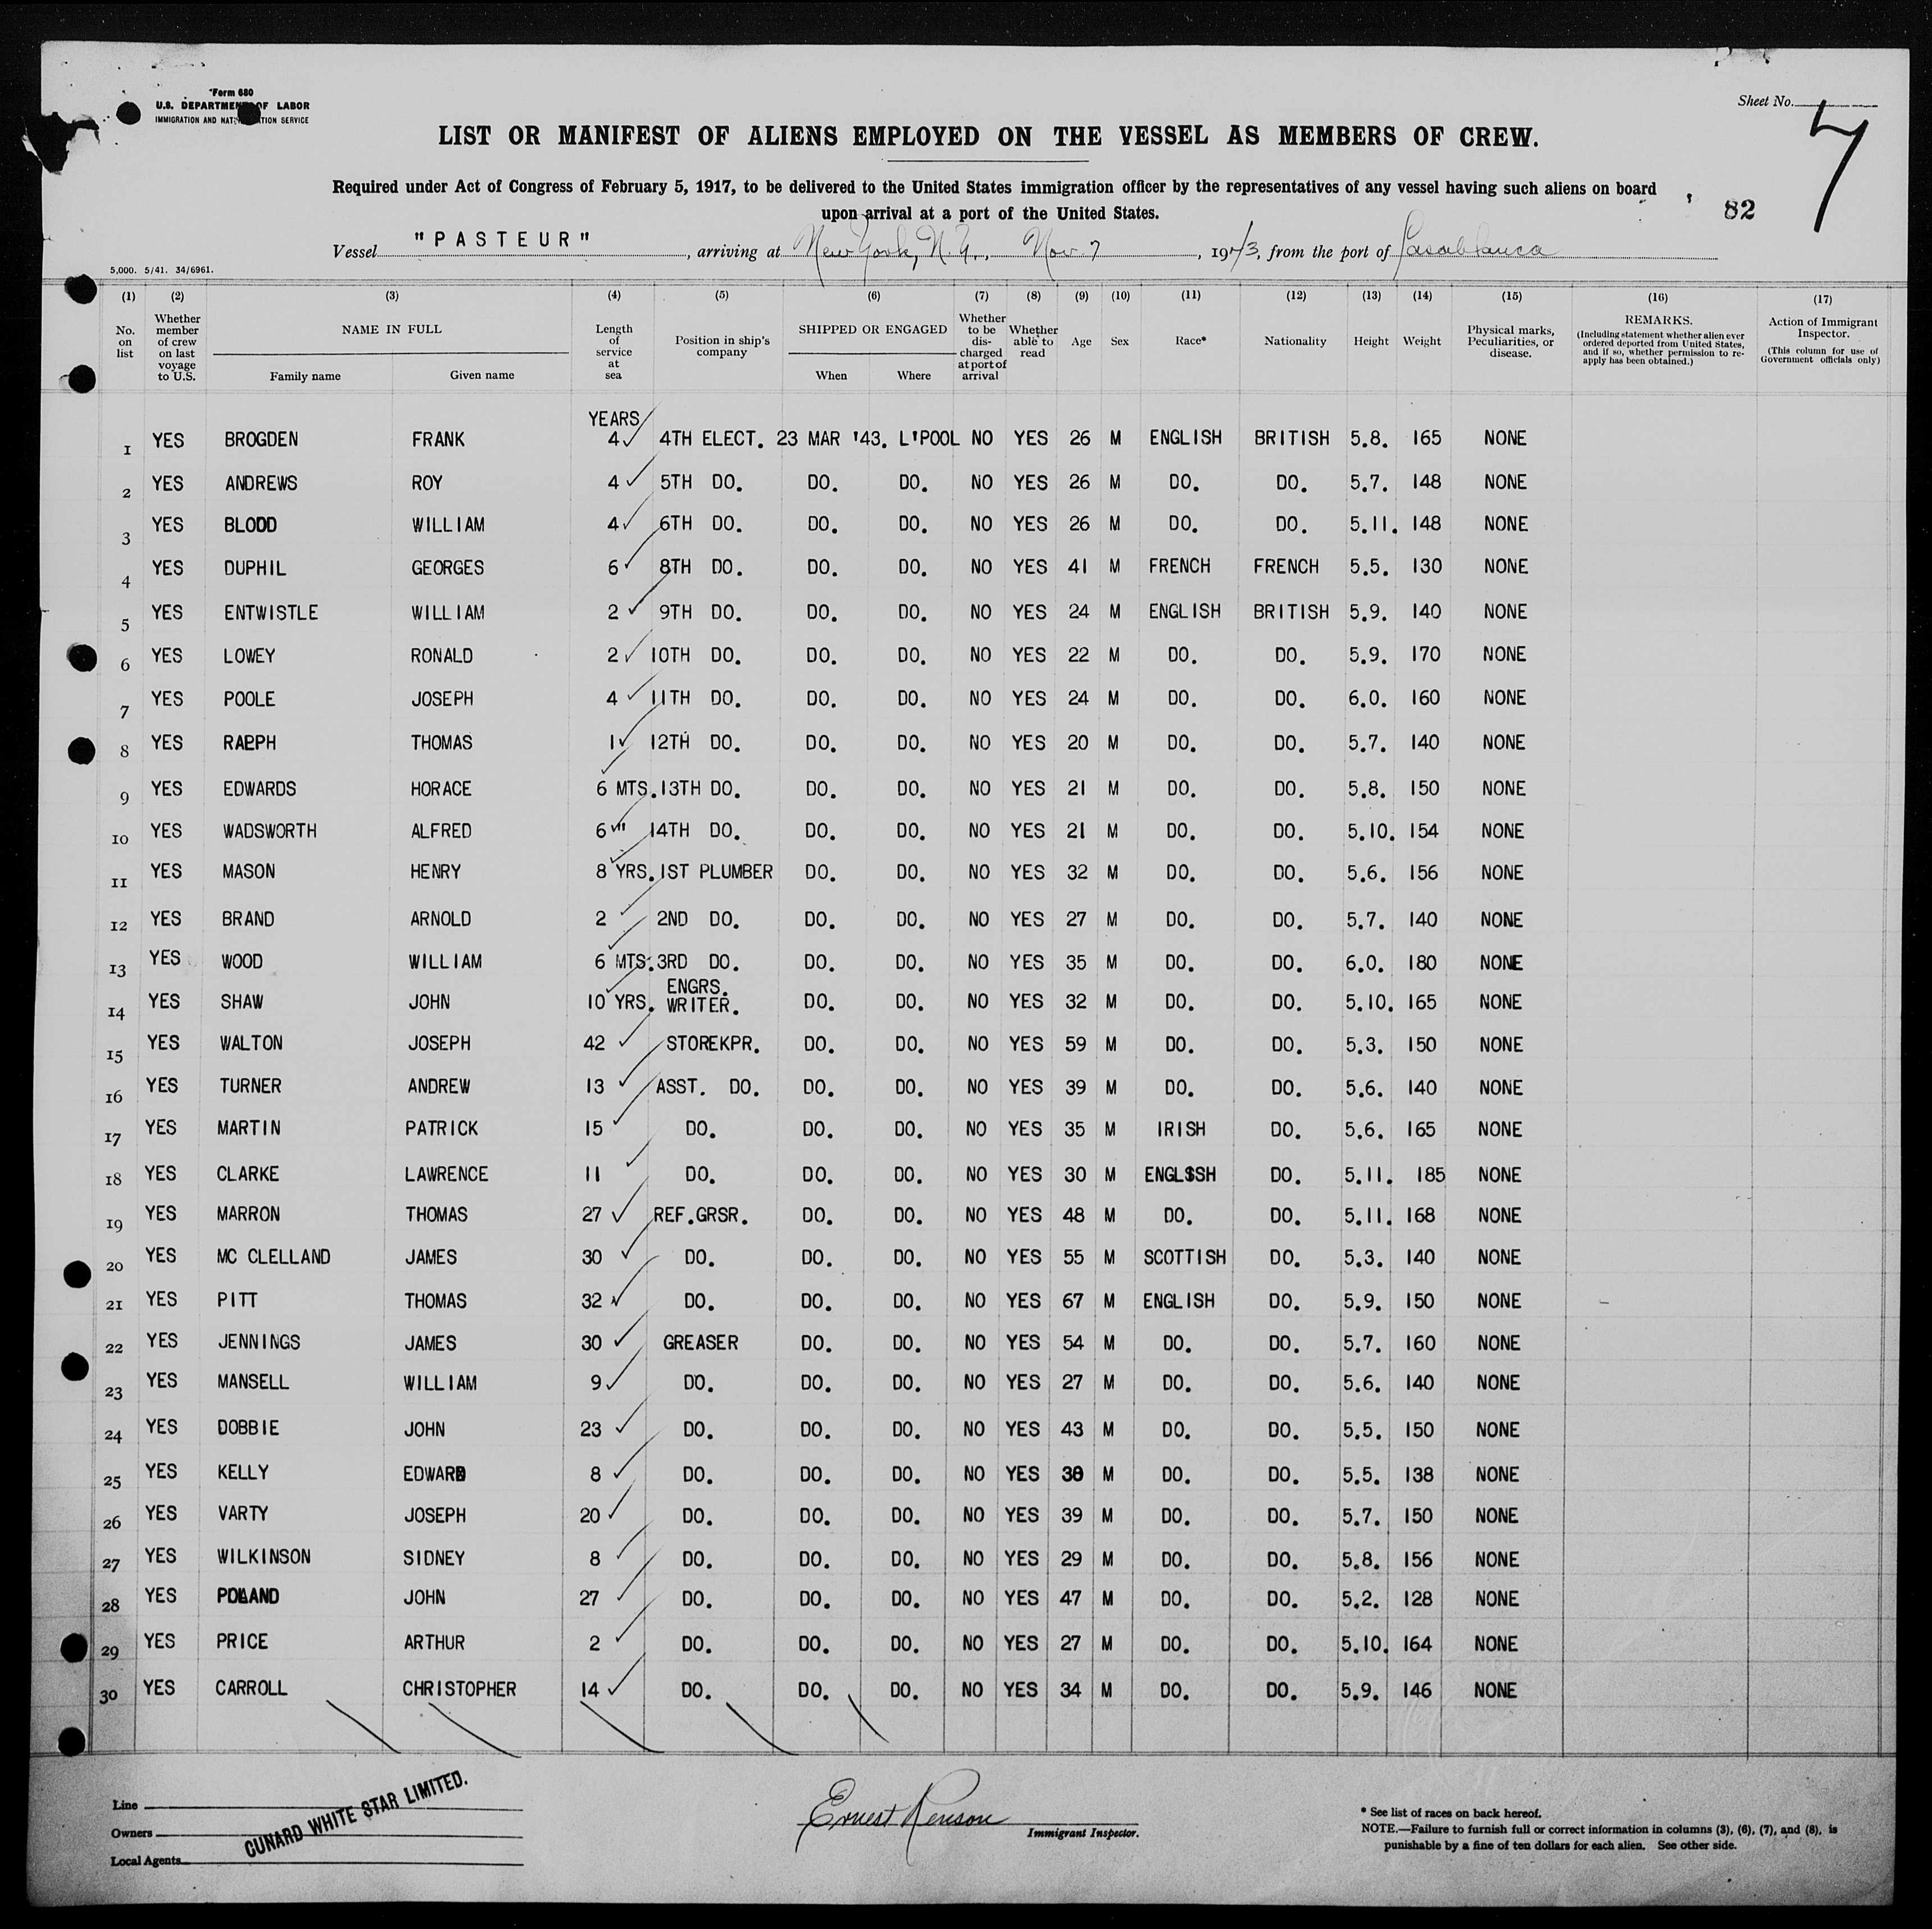 *Form 680
U.S. DEPARTMENT OF LABOR
IMMIGRATION AND NATURALIZATION SERVICE
Sheet No. 7
LIST OR MANIFEST OF ALIENS EMPLOYED ON THE VESSEL AS MEMBERS OF CREW.
Required under Act of Congress of February 5, 1917, to be delivered to the United States immigration officer by the representatives of any vessel having such aliens on board
upon arrival at a port of the United States.
82
Vessel "PASTEUR", arriving at New York, N.Y., Nov. 7, 1943, from the port of Casablanca
5,000. 5/41. 34/6961.
(1) (2) (3) (4) (5) (6) (7) (8) (9) (10) (11) (12) (13) (14) (15) (16) (17)
No. on list
Whether member of crew on last voyage to U.S.
NAME IN FULL
Family name Given name
Length of service at sea
Position in ship's company
SHIPPED OR ENGAGED
When Where
Whether to be discharged at port of arrival
Whether able to read
Age
Sex
Race*
Nationality
Height
Weight
Physical marks, Peculiarities, or disease.
REMARKS.
(Including statement whether alien ever ordered deported from United States, and if so, whether permission to re-apply has been obtained.)
Action of Immigrant Inspector.
(This column for use of Government officials only)
YEARS
1 YES BROGDEN FRANK 4 4TH ELECT. 23 MAR '43. L'POOL NO YES 26 M ENGLISH BRITISH 5.8. 165 NONE
2 YES ANDREWS ROY 4 5TH DO. DO. DO. NO YES 26 M DO. DO. 5.7. 148 NONE
3 YES BLOOD WILLIAM 4 6TH DO. DO. DO. NO YES 26 M DO. DO. 5.11. 148 NONE
4 YES DUPHIL GEORGES 6 8TH DO. DO. DO. NO YES 41 M FRENCH FRENCH 5.5. 130 NONE
5 YES ENTWISTLE WILLIAM 2 9TH DO. DO. DO. NO YES 24 M ENGLISH BRITISH 5.9. 140 NONE
6 YES LOWEY RONALD 2 10TH DO. DO. DO. NO YES 22 M DO. DO. 5.9. 170 NONE
7 YES POOLE JOSEPH 4 11TH DO. DO. DO. NO YES 24 M DO. DO. 6.0. 160 NONE
8 YES RALPH THOMAS 1 12TH DO. DO. DO. NO YES 20 M DO. DO. 5.7. 140 NONE
9 YES EDWARDS HORACE 6 MTS. 13TH DO. DO. DO. NO YES 21 M DO. DO. 5.8. 150 NONE
10 YES WADSWORTH ALFRED 6 " 14TH DO. DO. DO. NO YES 21 M DO. DO. 5.10. 154 NONE
11 YES MASON HENRY 8 YRS. 1ST PLUMBER DO. DO. NO YES 32 M DO. DO. 5.6. 156 NONE
12 YES BRAND ARNOLD 2 2ND DO. DO. DO. NO YES 27 M DO. DO. 5.7. 140 NONE
13 YES WOOD WILLIAM 6 MTS. 3RD DO. DO. DO. NO YES 35 M DO. DO. 6.0. 180 NONE
14 YES SHAW JOHN 10 YRS. ENGRS. WRITER. DO. DO. NO YES 32 M DO. DO. 5.10. 165 NONE
15 YES WALTON JOSEPH 42 STOREKPR. DO. DO. NO YES 59 M DO. DO. 5.3. 150 NONE
16 YES TURNER ANDREW 13 ASST. DO. DO. DO. NO YES 39 M DO. DO. 5.6. 140 NONE
17 YES MARTIN PATRICK 15 DO. DO. DO. NO YES 35 M IRISH DO. 5.6. 165 NONE
18 YES CLARKE LAWRENCE 11 DO. DO. DO. NO YES 30 M ENGLSSH DO. 5.11. 185 NONE
19 YES MARRON THOMAS 27 REF.GRSR. DO. DO. NO YES 48 M DO. DO. 5.11. 168 NONE
20 YES MC CLELLAND JAMES 30 DO. DO. DO. NO YES 55 M SCOTTISH DO. 5.3. 140 NONE
21 YES PITT THOMAS 32 DO. DO. DO. NO YES 67 M ENGLISH DO. 5.9. 150 NONE
22 YES JENNINGS JAMES 30 GREASER DO. DO. NO YES 54 M DO. DO. 5.7. 160 NONE
23 YES MANSELL WILLIAM 9 DO. DO. DO. NO YES 27 M DO. DO. 5.6. 140 NONE
24 YES DOBBIE JOHN 23 DO. DO. DO. NO YES 43 M DO. DO. 5.5. 150 NONE
25 YES KELLY EDWARD 8 DO. DO. DO. NO YES 30 M DO. DO. 5.5. 138 NONE
26 YES VARTY JOSEPH 20 DO. DO. DO. NO YES 39 M DO. DO. 5.7. 150 NONE
27 YES WILKINSON SIDNEY 8 DO. DO. DO. NO YES 29 M DO. DO. 5.8. 156 NONE
28 YES POLAND JOHN 27 DO. DO. DO. NO YES 47 M DO. DO. 5.2. 128 NONE
29 YES PRICE ARTHUR 2 DO. DO. DO. NO YES 27 M DO. DO. 5.10. 164 NONE
30 YES CARROLL CHRISTOPHER 14 DO. DO. DO. NO YES 34 M DO. DO. 5.9. 146 NONE
Line
Owners
Local Agents
CUNARD WHITE STAR LIMITED.
Ernest Renson
Immigrant Inspector.
* See list of races on back hereof.
NOTE.—Failure to furnish full or correct information in columns (3), (6), (7), and (8), is
punishable by a fine of ten dollars for each alien. See other side.